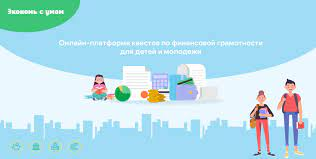 Экономь с умом
Онлайн-платформа квестов по финансовой грамотности
для детей и молодежи